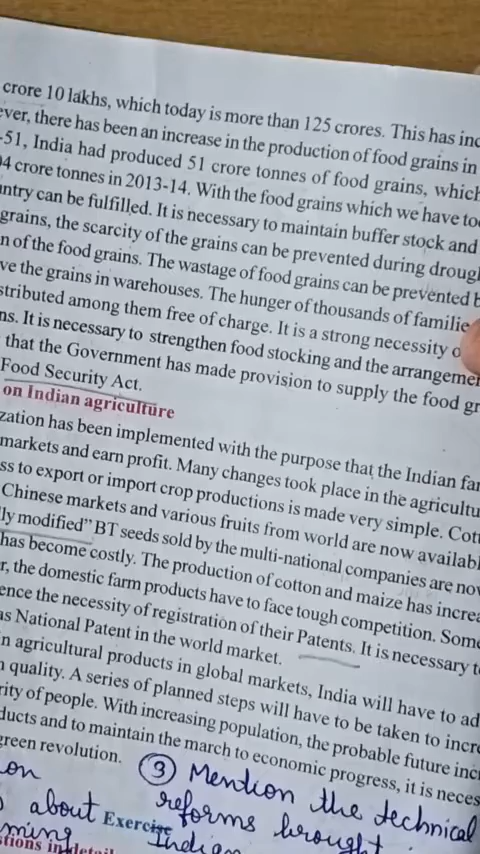 crore 10 lakhs, which today is more than 125 crores. This has inc
ever, there has been an increase in the production of food grains in
-51, India had produced 51 crore tonnes of food grains, which
04 crore tonnes in 2013-14. With the food grains which we have to
untry can be fulfilled. It is necessary to maintain buffer stock and
grains, the scarcity of the grains can be prevented during droug
n of the food grains. The wastage of food grains can be prevented b
ve the grains in warehouses. The hunger of thousands of familie
stributed among them free of charge. It is a strong necessity o
ns. It is necessary to strengthen food stocking and the arrangemen
that the Government has made provision to supply the food gr
Food Security Act.
on Indian agriculture
zation has been implemented with the purpose that the Indian far
markets and earn profit. Many changes took place in the agricultu
ss to export or import crop productions is made very simple. Cott
Chinese markets and various fruits from world are now availabl
lly modified” BT seeds sold by the multi-national companies are now
has become costly. The production of cotton and maize has increa
r, the domestic farm products have to face tough competition. Some
ence the necessity of registration of their Patents. It is necessary t
as National Patent in the world market.
n agricultural products in global markets, India will have to ad
n quality. A series of planned steps will have to be taken to incre
rity of people. With increasing population, the probable future inc
ducts and to maintain the march to economic progress, it is neces
green revolution.
on ③ Mention the technical
about Exercise reforms brought
ming Indian
stions in detail